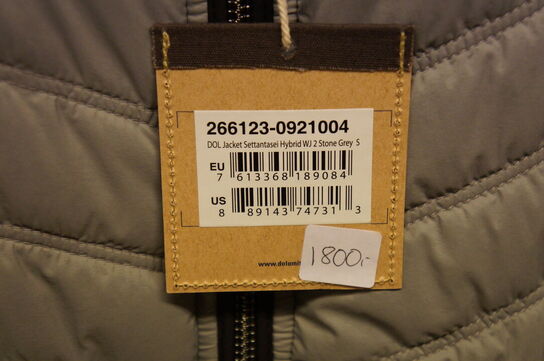 266123-0921004
DOL Jacket Settantasei Hybrid WJ 2 Stone Grey S
EU
7 613368 189084
US
8 89143 74731 3
1800,-